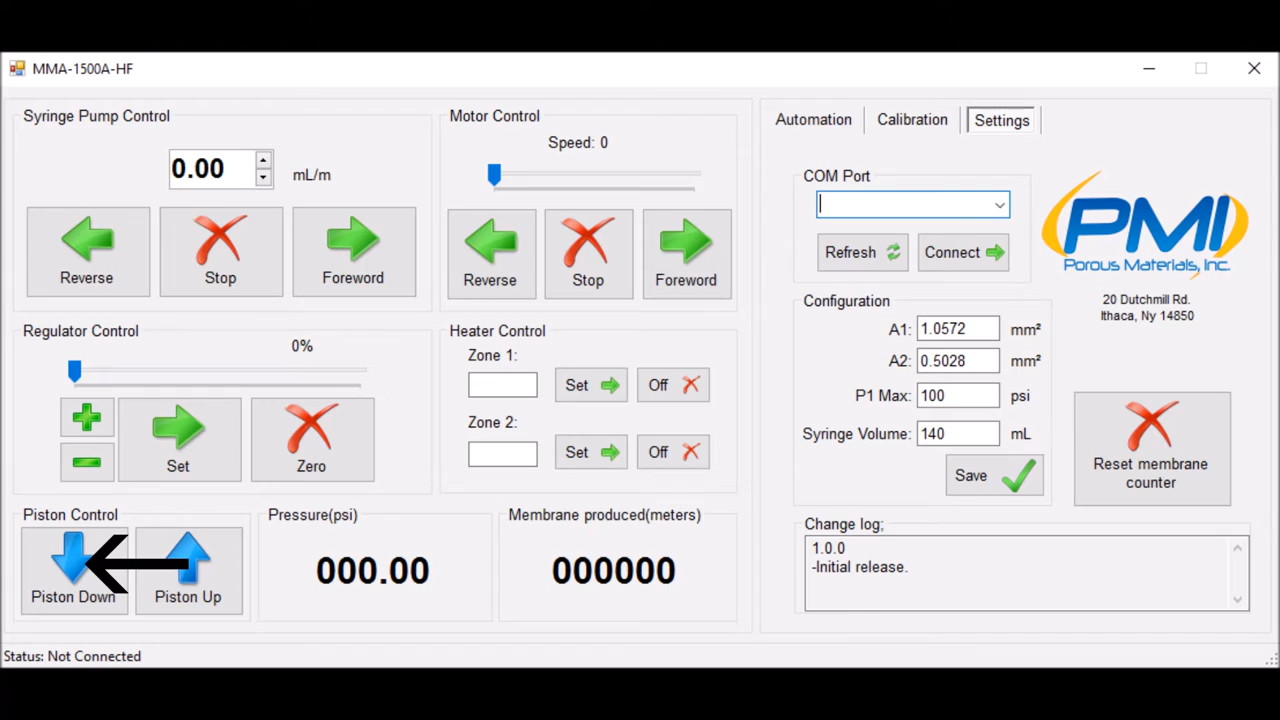 MMA-1500A-HF
Syringe Pump Control
0.00 mL/m
Reverse
Stop
Foreword
Motor Control
Speed: 0
Reverse
Stop
Foreword
Regulator Control
0%
Set
Zero
Heater Control
Zone 1:
Set
Off
Zone 2:
Set
Off
Piston Control
Piston Down
Piston Up
Pressure(psi)
000.00
Membrane produced(meters)
000000
Automation
Calibration
Settings
COM Port
Refresh
Connect
PMI
Porous Materials, Inc.
20 Dutchmill Rd.
Ithaca, Ny 14850
Configuration
A1: 1.0572 mm²
A2: 0.5028 mm²
P1 Max: 100 psi
Syringe Volume: 140 mL
Save
Reset membrane
counter
Change log;
1.0.0
-Initial release.
Status: Not Connected